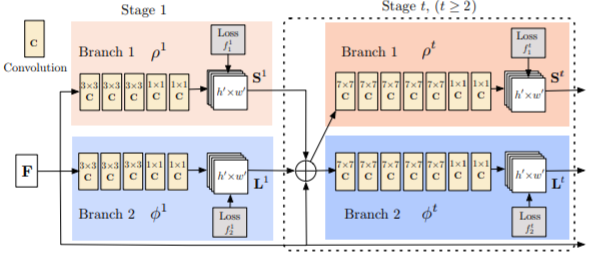 Stage 1
Stage t, (t ≥ 2)
C
Convolution
Branch 1 ρ¹
Loss
f₁¹
3×3 3×3 3×3 1×1 1×1
C C C C C
h′×w′
S¹
Branch 1 ρᵗ
Loss
f₁ᵗ
7×7 7×7 7×7 7×7 7×7 1×1 1×1
C C C C C C C
h′×w′
Sᵗ
F
3×3 3×3 3×3 1×1 1×1
C C C C C
h′×w′
L¹
Branch 2 ϕ¹
Loss
f₂¹
7×7 7×7 7×7 7×7 7×7 1×1 1×1
C C C C C C C
h′×w′
Lᵗ
Branch 2 ϕᵗ
Loss